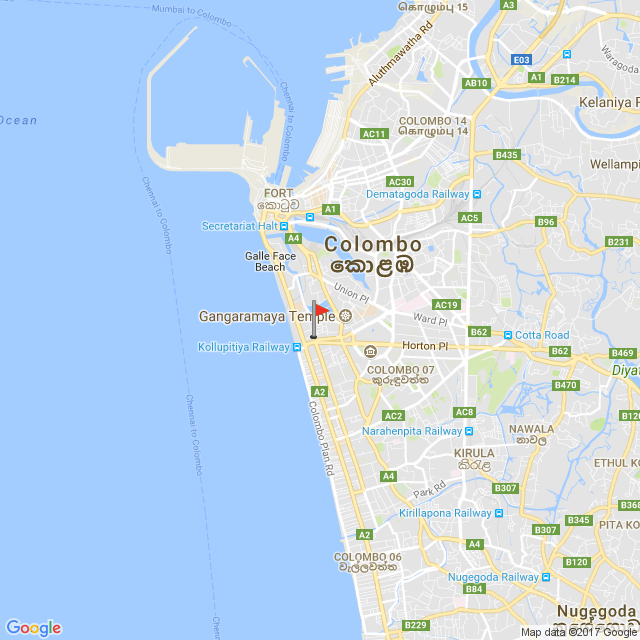 Mumbai to Colombo
கொழும்பு 15
A3
Aluthmawatha Rd
E03
A1
B214
Waragoda
Chennai to Colombo
AB10
Kelaniya
Ocean
COLOMBO 14
கொழும்பு 14
AC11
B435
Wellampi
Chennai to Colombo
AC30
FORT
කොටුව
Dematagoda Railway
A1
AC5
B96
Secretariat Halt
A4
B231
Galle Face
Beach
Colombo
කොළඹ
Union Pl
AC19
Gangaramaya Temple
Ward Pl
B62
Cotta Road
Kollupitiya Railway
Horton Pl
B62
B469
COLOMBO 07
කුරුඳුවත්ත
Diyat
B470
A2
Colombo Plan Rd
Chennai to Colombo
AC2
AC8
B120
Narahenpita Railway
NAWALA
නාවල
KIRULA
කිරුළ
ETHUL KO
A4
Park Rd
B307
B368
Kirillapona Railway
B345
PITA KO
B307
A2
A4
COLOMBO 06
වැල්ලවත්ත
B120
Nugegoda Railway
B84
Nugegoda
B229
Google
Map data ©2017 Google